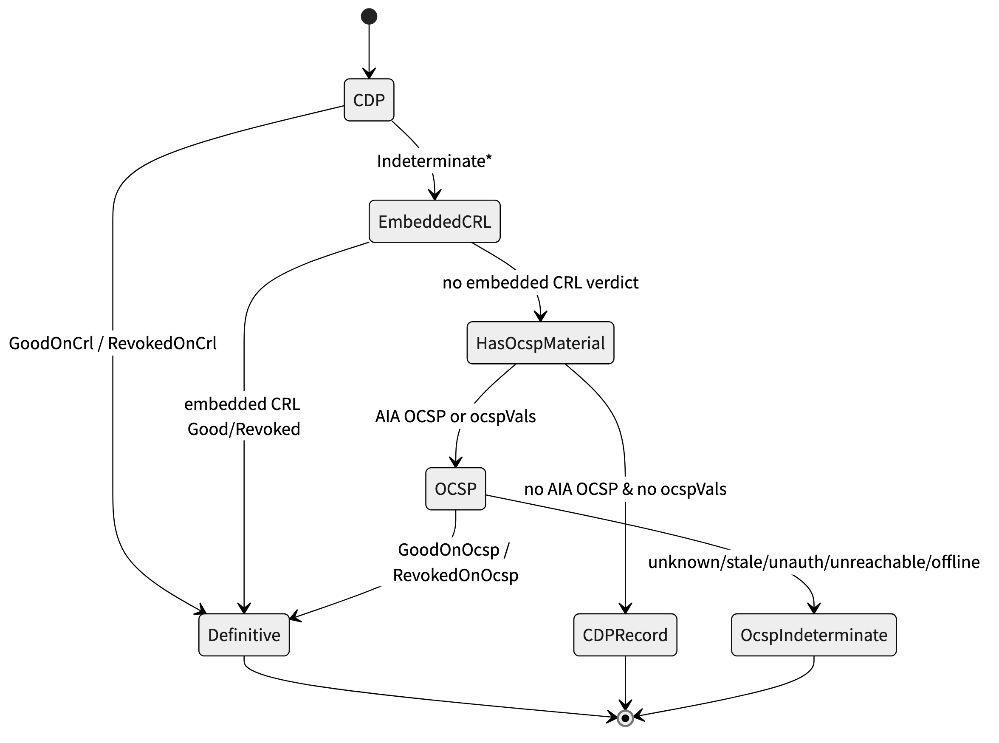 CDP
Indeterminate*
EmbeddedCRL
no embedded CRL verdict
GoodOnCrl / RevokedOnCrl
HasOcspMaterial
embedded CRL
Good/Revoked
AIA OCSP or ocspVals
OCSP
no AIA OCSP & no ocspVals
GoodOnOcsp /
RevokedOnOcsp
unknown/stale/unauth/unreachable/offline
Definitive
CDPRecord
OcspIndeterminate